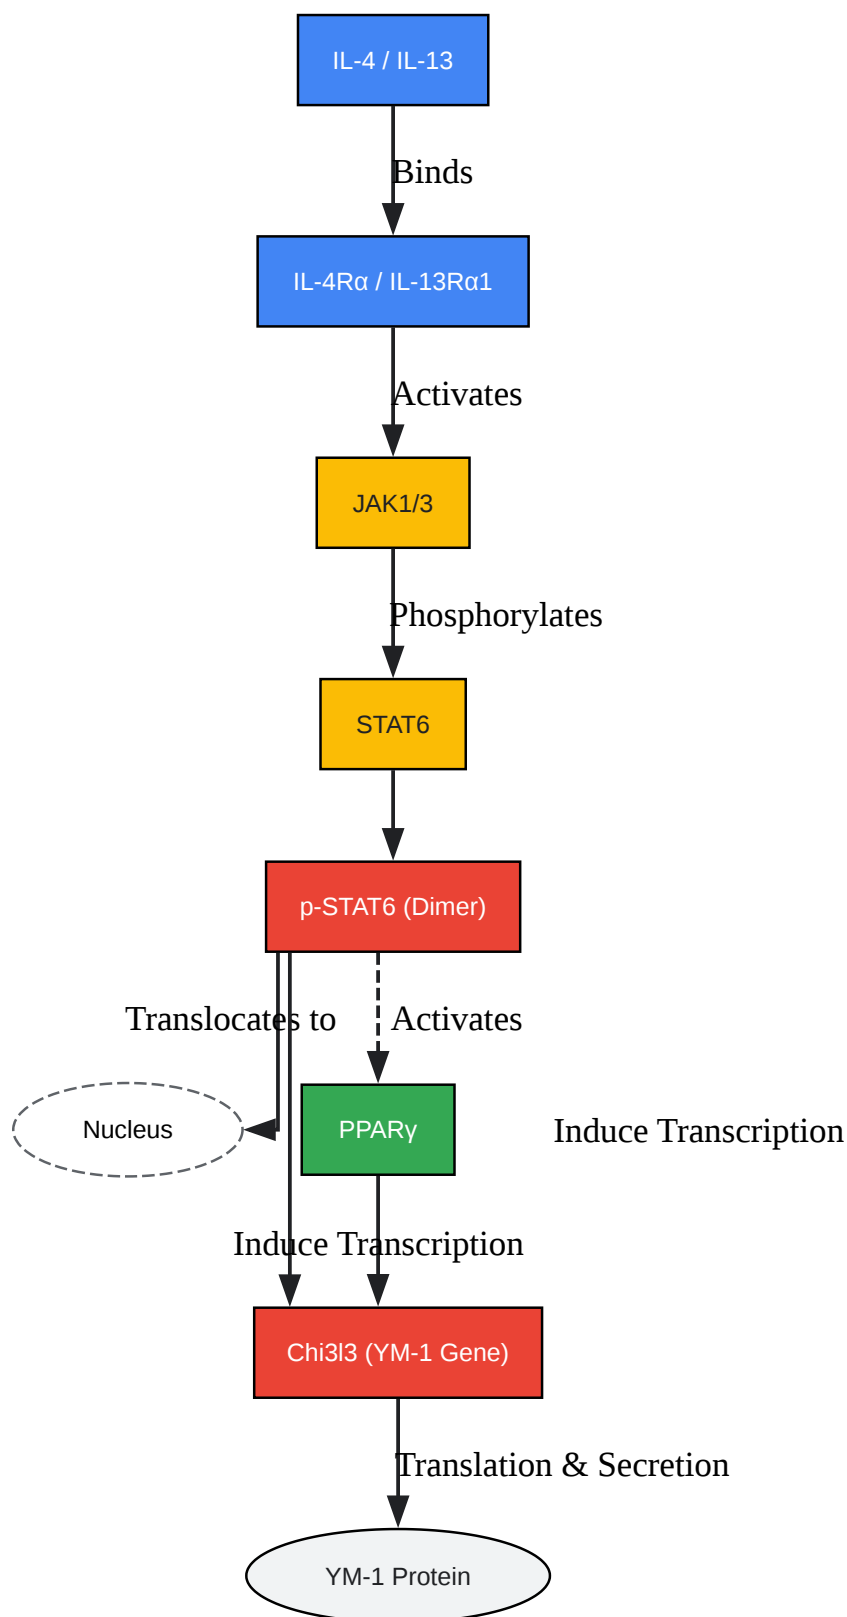 IL-4 / IL-13
Binds
IL-4Rα / IL-13Rα1
Activates
JAK1/3
Phosphorylates
STAT6
p-STAT6 (Dimer)
Translocates to
Activates
Nucleus
PPARγ
Induce Transcription
Induce Transcription
Chi3l3 (YM-1 Gene)
Translation & Secretion
YM-1 Protein